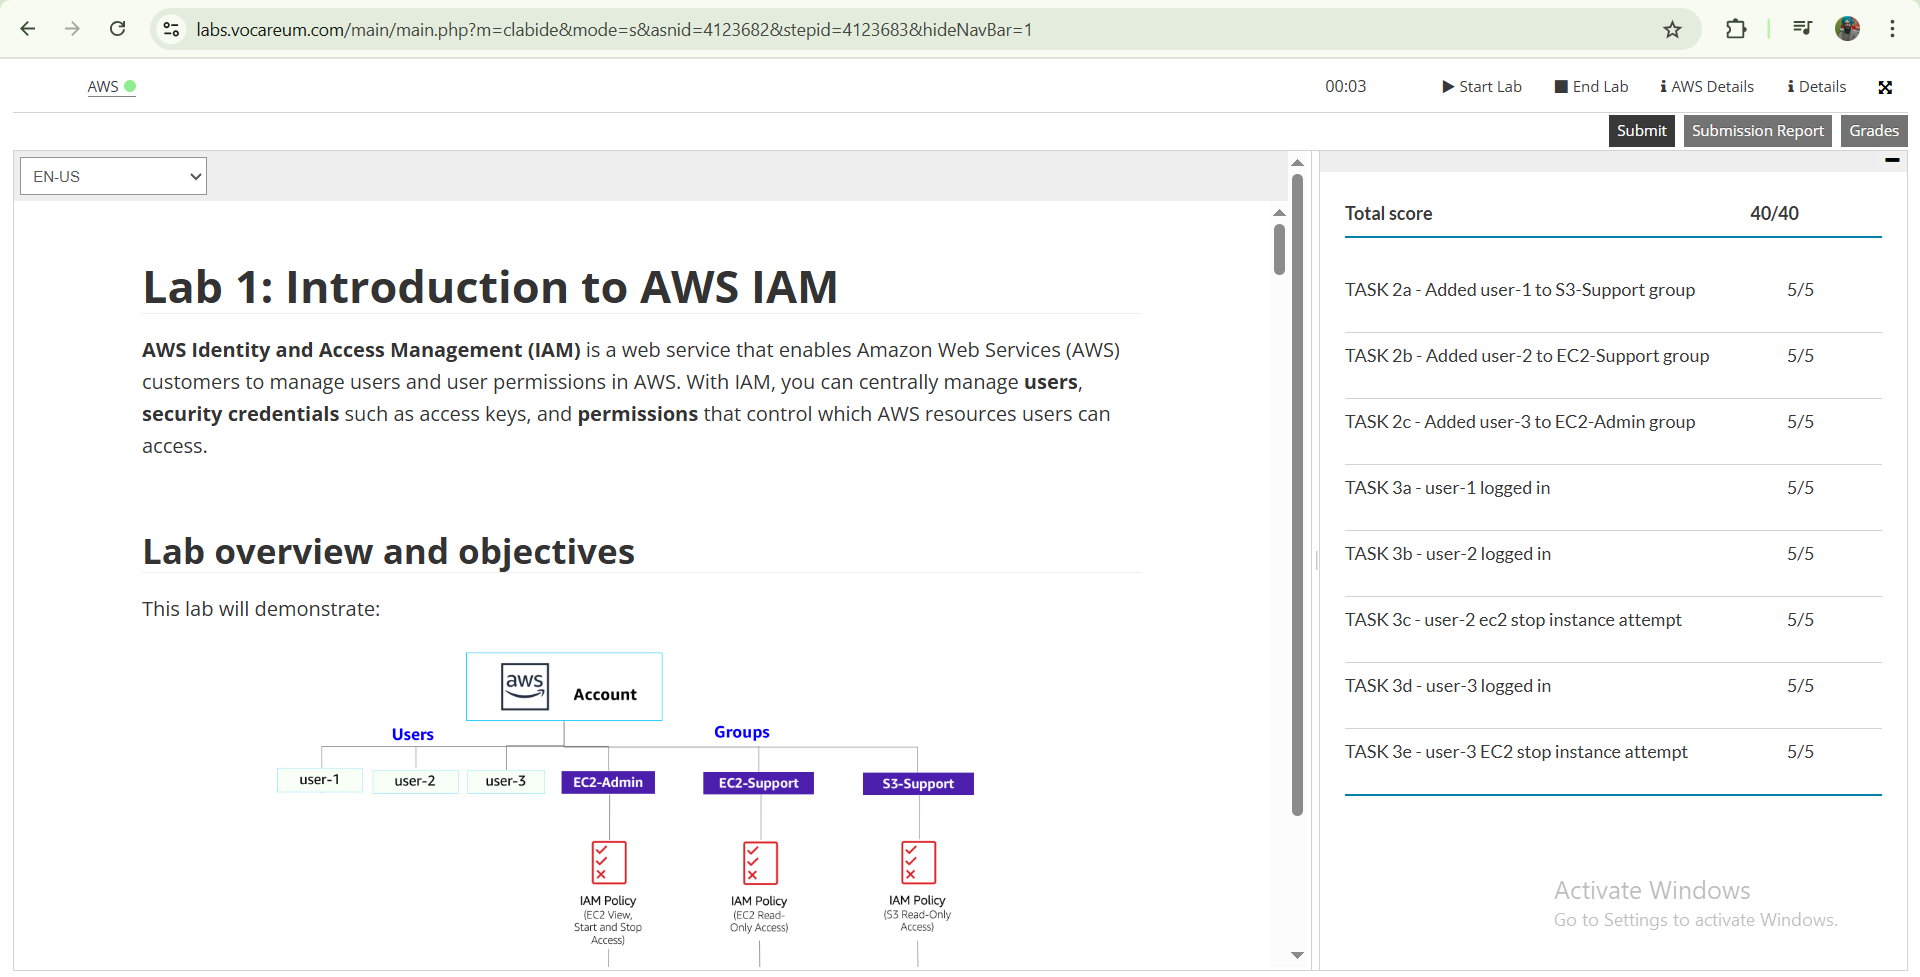 labs.vocareum.com/main/main.php?m=clabide&mode=s&asnid=4123682&stepid=4123683&hideNavBar=1
AWS
00:03
Start Lab
End Lab
AWS Details
Details
Submit
Submission Report
Grades
EN-US
Lab 1: Introduction to AWS IAM
AWS Identity and Access Management (IAM) is a web service that enables Amazon Web Services (AWS)
customers to manage users and user permissions in AWS. With IAM, you can centrally manage users,
security credentials such as access keys, and permissions that control which AWS resources users can
access.
Lab overview and objectives
This lab will demonstrate:
aws
Account
Users
Groups
user-1
user-2
user-3
EC2-Admin
EC2-Support
S3-Support
IAM Policy
(EC2 View,
Start and Stop
Access)
IAM Policy
(EC2 Read-
Only Access)
IAM Policy
(S3 Read-Only
Access)
Total score 40/40
TASK 2a - Added user-1 to S3-Support group 5/5
TASK 2b - Added user-2 to EC2-Support group 5/5
TASK 2c - Added user-3 to EC2-Admin group 5/5
TASK 3a - user-1 logged in 5/5
TASK 3b - user-2 logged in 5/5
TASK 3c - user-2 ec2 stop instance attempt 5/5
TASK 3d - user-3 logged in 5/5
TASK 3e - user-3 EC2 stop instance attempt 5/5
Activate Windows
Go to Settings to activate Windows.